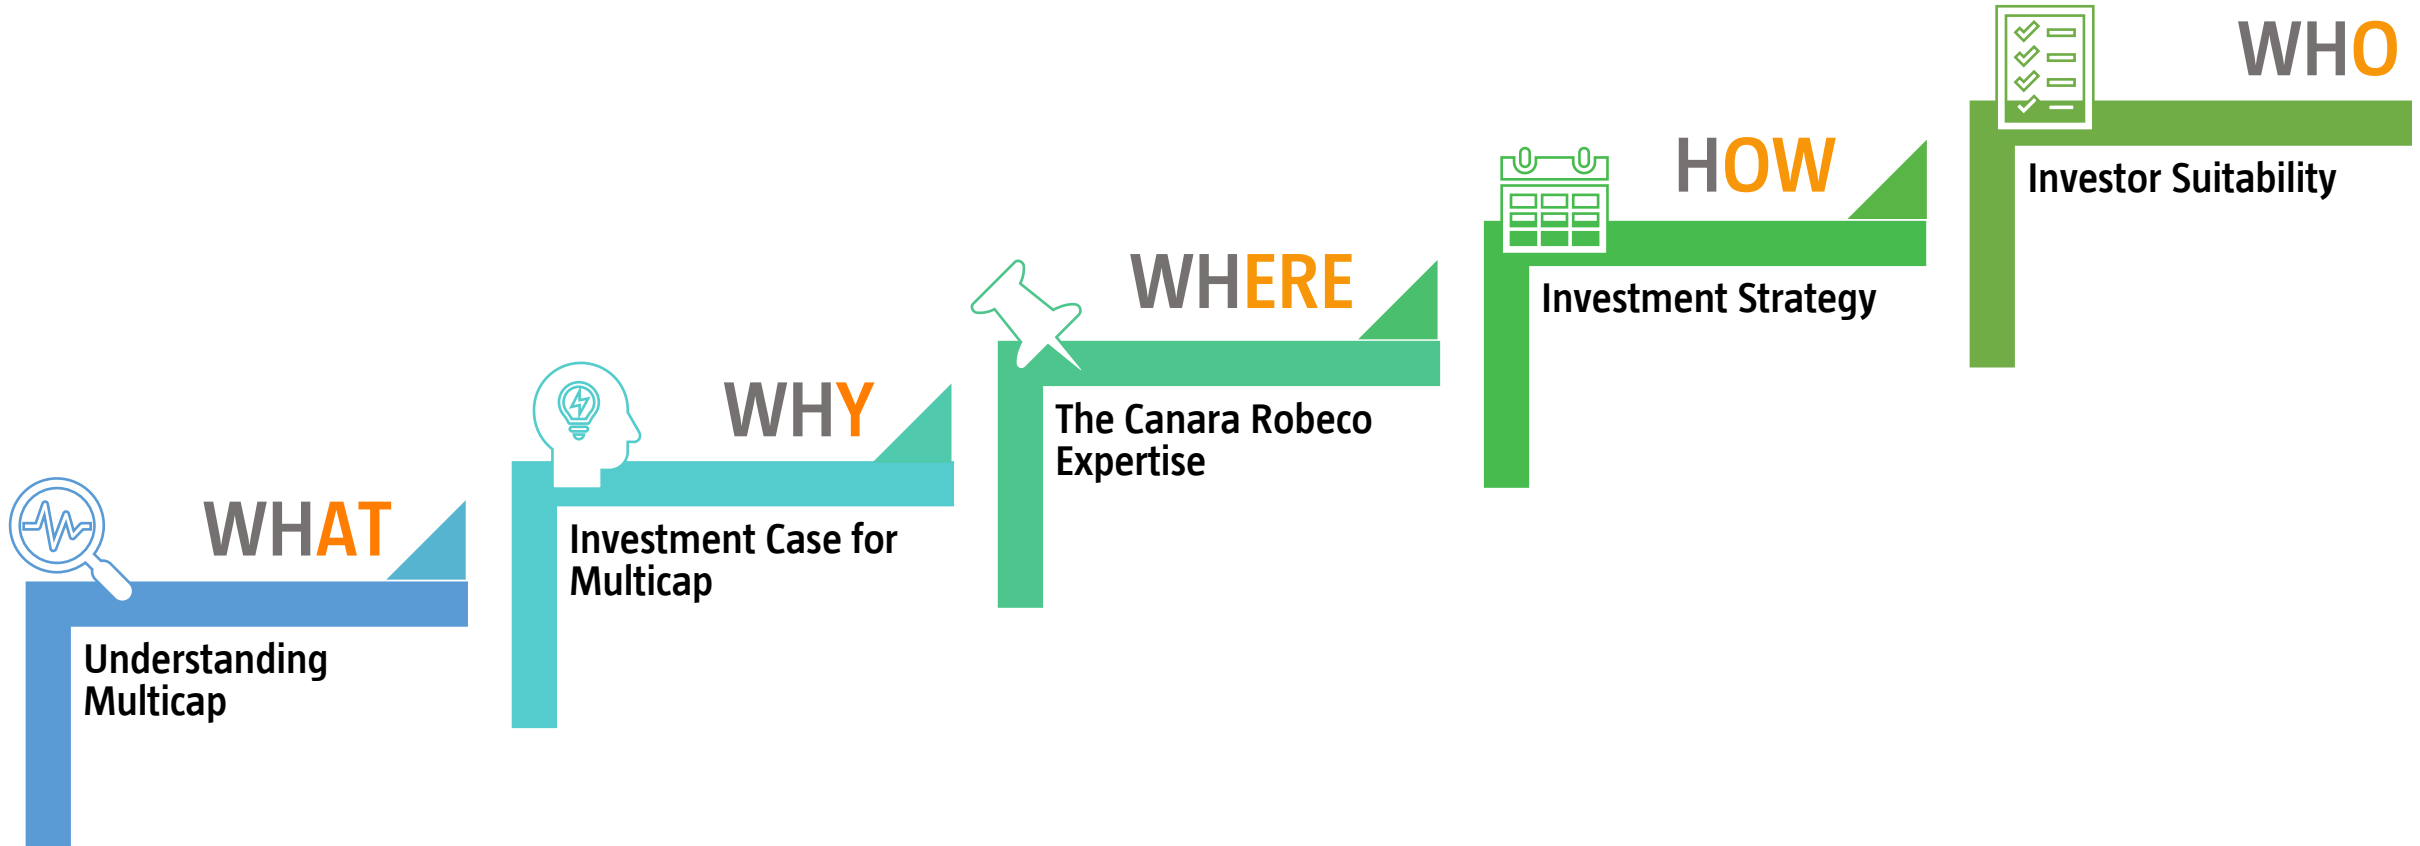 WHAT
Understanding
Multicap
WHY
Investment Case for
Multicap
WHERE
The Canara Robeco
Expertise
HOW
Investment Strategy
WHO
Investor Suitability